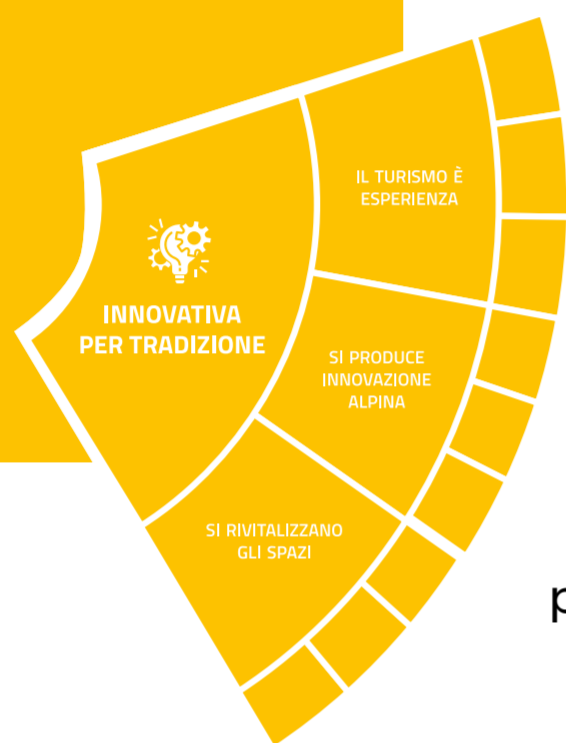 INNOVATIVA
PER TRADIZIONE
IL TURISMO È
ESPERIENZA
SI PRODUCE
INNOVAZIONE
ALPINA
SI RIVITALIZZANO
GLI SPAZI
p